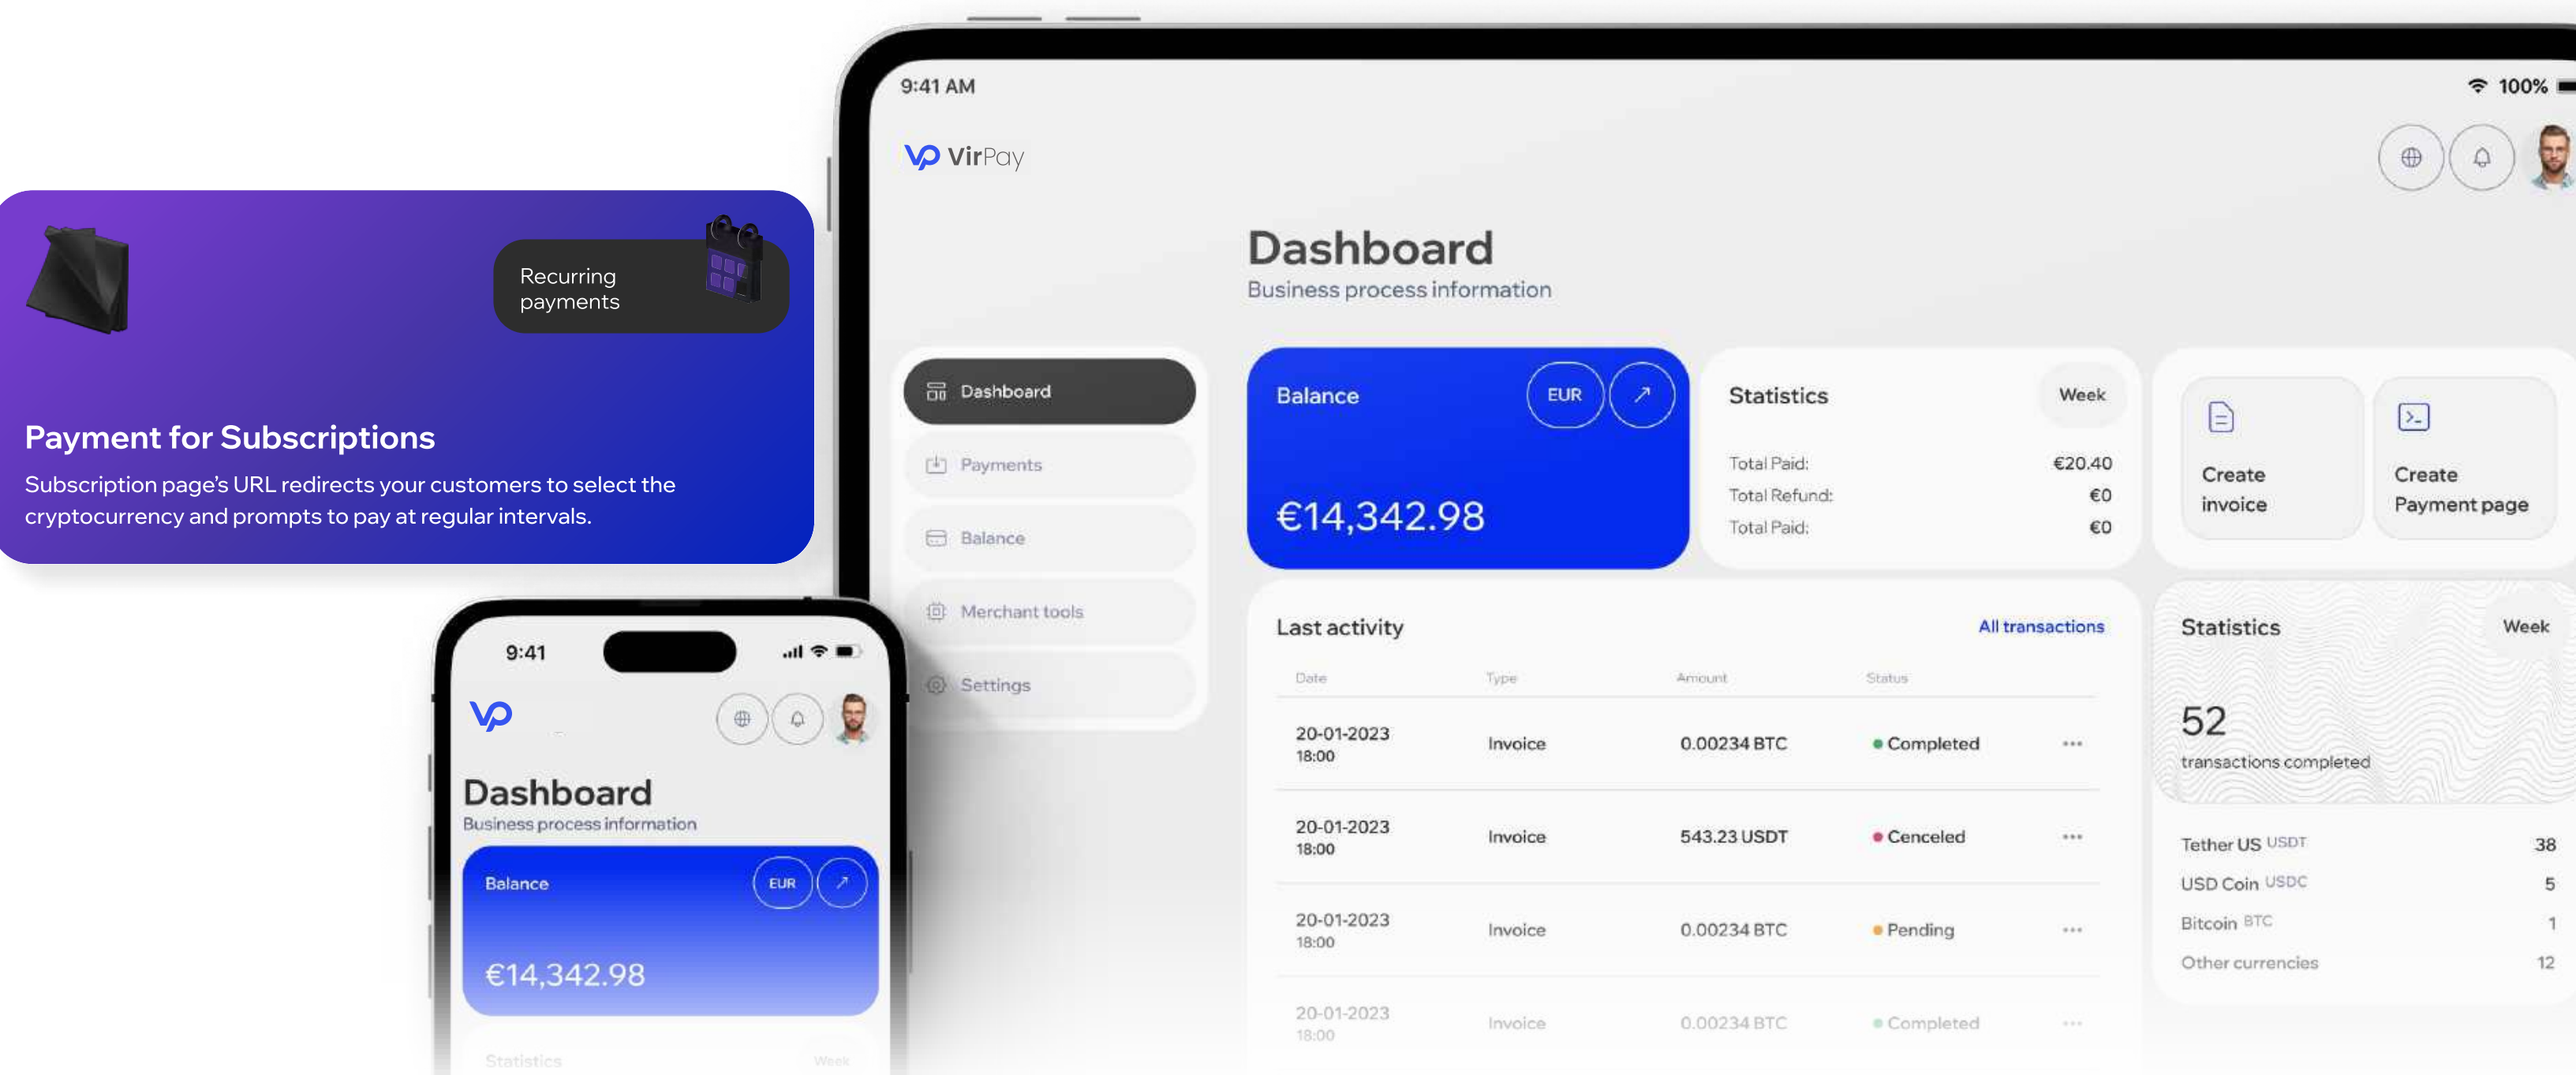 Recurring
payments
Payment for Subscriptions
Subscription page's URL redirects your customers to select the
cryptocurrency and prompts to pay at regular intervals.
9:41 AM
100%
VP VirPay
Dashboard
Business process information
Dashboard
Payments
Balance
Merchant tools
Settings
Balance
EUR
€14,342.98
Statistics
Week
Total Paid: €20.40
Total Refund: €0
Total Paid: €0
Create
invoice
Create
Payment page
Last activity
All transactions
Date Type Amount Status
20-01-2023
18:00
Invoice 0.00234 BTC Completed
20-01-2023
18:00
Invoice 543.23 USDT Cenceled
20-01-2023
18:00
Invoice 0.00234 BTC Pending
20-01-2023
18:00
Invoice 0.00234 BTC Completed
Statistics
Week
52
transactions completed
Tether US USDT 38
USD Coin USDC 5
Bitcoin BTC 1
Other currencies 12
9:41
VP
Dashboard
Business process information
Balance
EUR
€14,342.98
Statistics
Week